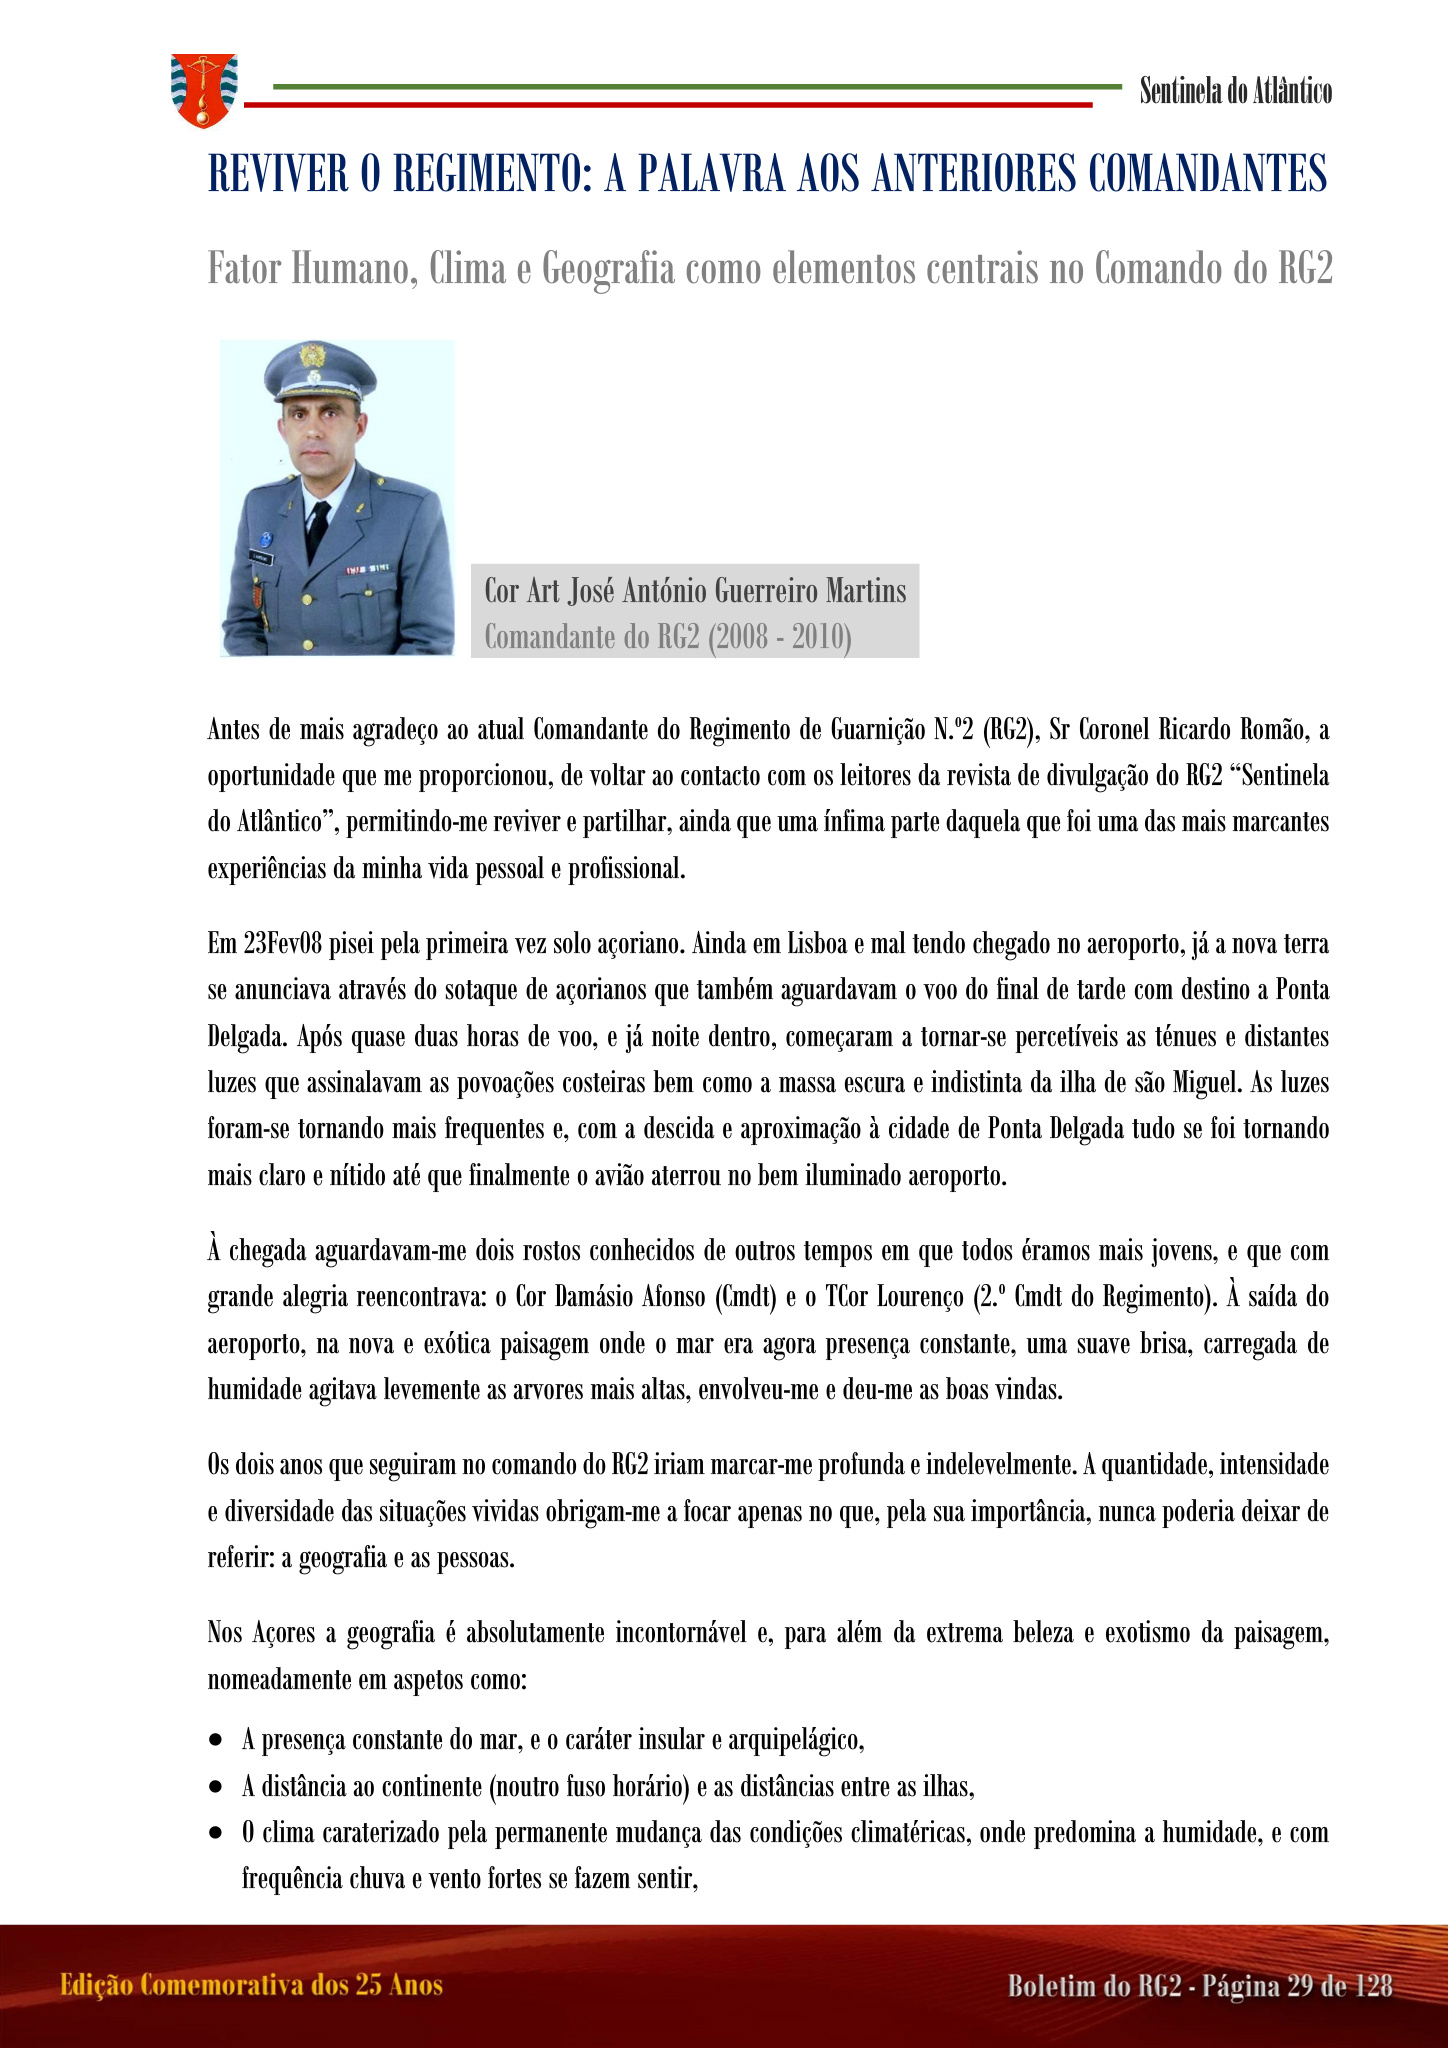 Sentinela do Atlântico
REVIVER O REGIMENTO: A PALAVRA AOS ANTERIORES COMANDANTES
Fator Humano, Clima e Geografia como elementos centrais no Comando do RG2
Cor Art José António Guerreiro Martins
Comandante do RG2 (2008 - 2010)
Antes de mais agradeço ao atual Comandante do Regimento de Guarnição N.º2 (RG2), Sr Coronel Ricardo Romão, a
oportunidade que me proporcionou, de voltar ao contacto com os leitores da revista de divulgação do RG2 “Sentinela
do Atlântico”, permitindo-me reviver e partilhar, ainda que uma ínfima parte daquela que foi uma das mais marcantes
experiências da minha vida pessoal e profissional.
Em 23Fev08 pisei pela primeira vez solo açoriano. Ainda em Lisboa e mal tendo chegado no aeroporto, já a nova terra
se anunciava através do sotaque de açorianos que também aguardavam o voo do final de tarde com destino a Ponta
Delgada. Após quase duas horas de voo, e já noite dentro, começaram a tornar-se percetíveis as ténues e distantes
luzes que assinalavam as povoações costeiras bem como a massa escura e indistinta da ilha de são Miguel. As luzes
foram-se tornando mais frequentes e, com a descida e aproximação à cidade de Ponta Delgada tudo se foi tornando
mais claro e nítido até que finalmente o avião aterrou no bem iluminado aeroporto.
À chegada aguardavam-me dois rostos conhecidos de outros tempos em que todos éramos mais jovens, e que com
grande alegria reencontrava: o Cor Damásio Afonso (Cmdt) e o TCor Lourenço (2.º Cmdt do Regimento). À saída do
aeroporto, na nova e exótica paisagem onde o mar era agora presença constante, uma suave brisa, carregada de
humidade agitava levemente as arvores mais altas, envolveu-me e deu-me as boas vindas.
Os dois anos que seguiram no comando do RG2 iriam marcar-me profunda e indelevelmente. A quantidade, intensidade
e diversidade das situações vividas obrigam-me a focar apenas no que, pela sua importância, nunca poderia deixar de
referir: a geografia e as pessoas.
Nos Açores a geografia é absolutamente incontornável e, para além da extrema beleza e exotismo da paisagem,
nomeadamente em aspetos como:
● A presença constante do mar, e o caráter insular e arquipelágico,
● A distância ao continente (noutro fuso horário) e as distâncias entre as ilhas,
● O clima caraterizado pela permanente mudança das condições climatéricas, onde predomina a humidade, e com
frequência chuva e vento fortes se fazem sentir,
Edição Comemorativa dos 25 Anos
Boletim do RG2 - Página 29 de 128